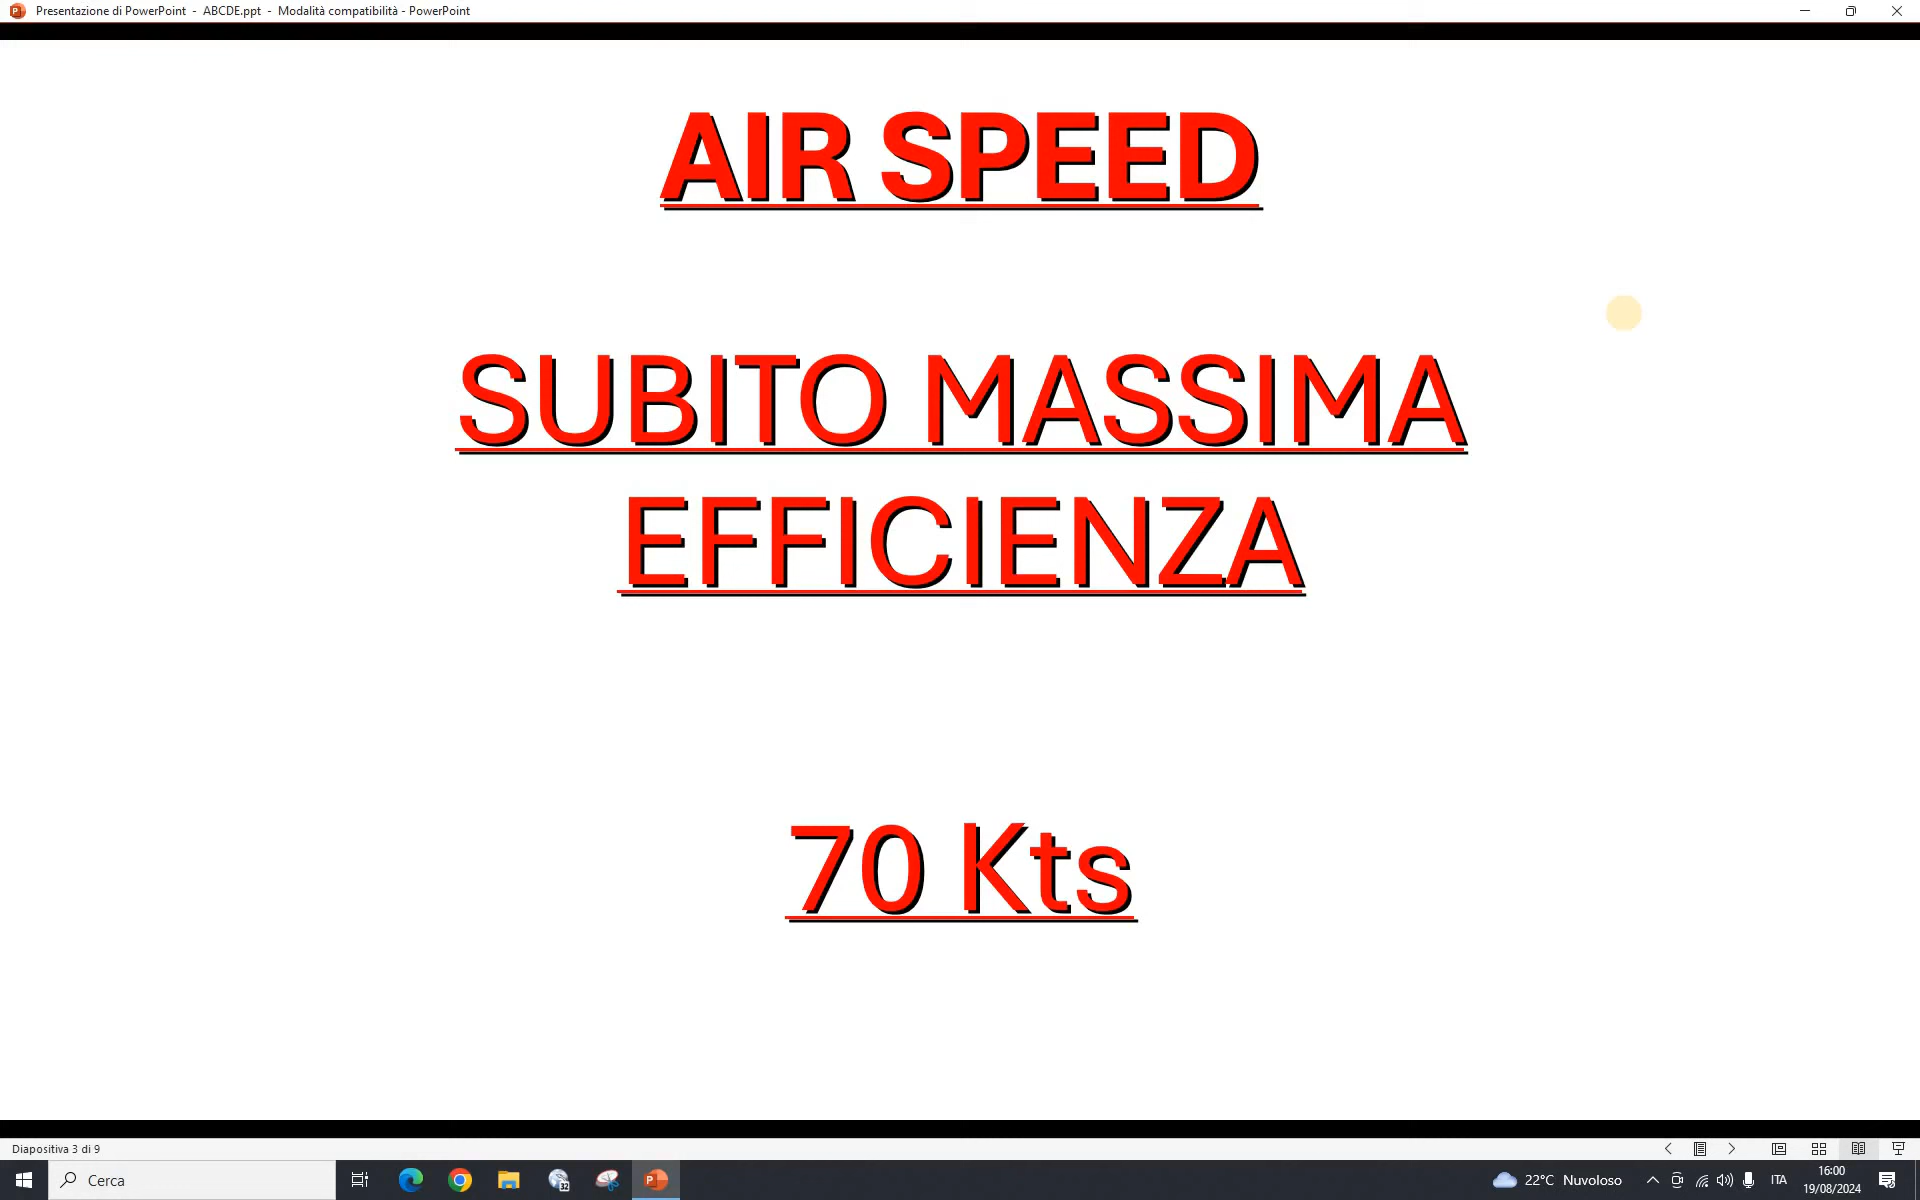 Presentazione di PowerPoint - ABCDE.ppt - Modalità compatibilità - PowerPoint
AIR SPEED
SUBITO MASSIMA
EFFICIENZA
70 Kts
Diapositiva 3 di 9
Cerca
32
22°C Nuvoloso
ITA
16:00
19/08/2024